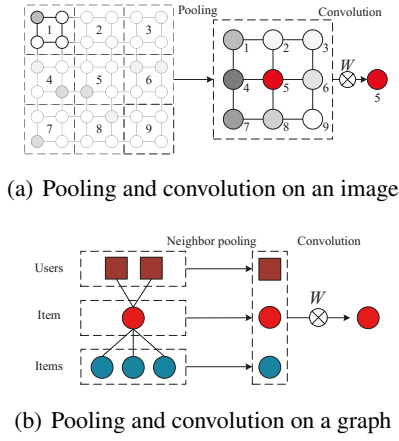 Pooling
Convolution
1 2 3
1 2 3
4 5 6
4 5 6
W
5
7 8 9
7 8 9
(a) Pooling and convolution on an image
Neighbor pooling
Convolution
Users
Item
W
Items
(b) Pooling and convolution on a graph